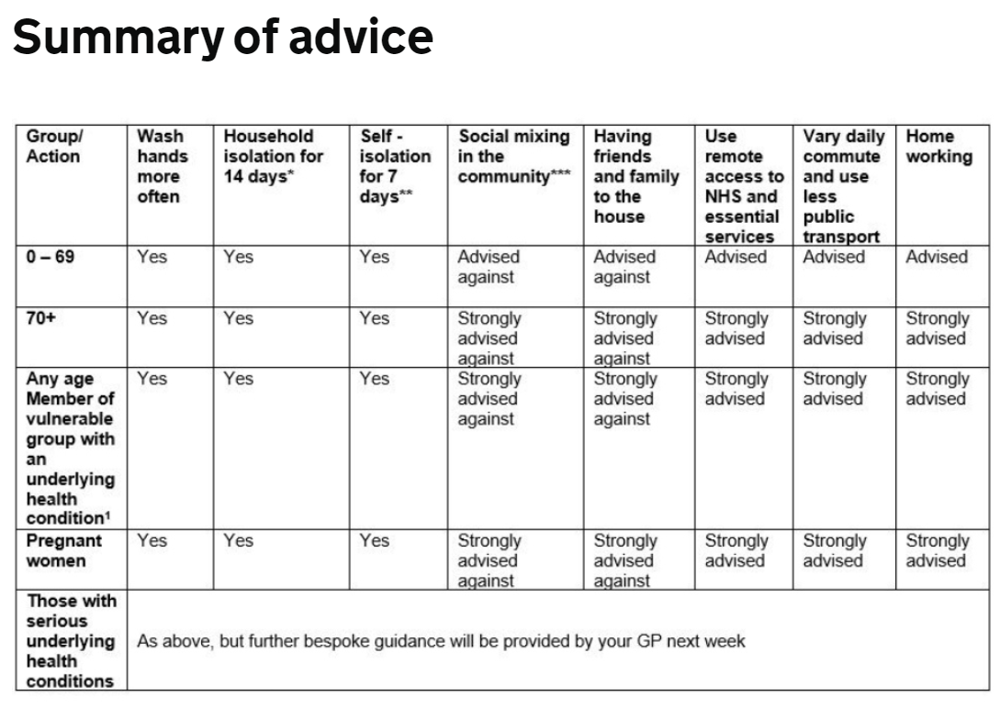 Summary of advice
Group/
Action
Wash
hands
more
often
Household
isolation for
14 days*
Self -
isolation
for 7
days**
Social mixing
in the
community***
Having
friends
and family
to the
house
Use
remote
access to
NHS and
essential
services
Vary daily
commute
and use
less
public
transport
Home
working
0 – 69
Yes
Yes
Yes
Advised
against
Advised
against
Advised
Advised
Advised
70+
Yes
Yes
Yes
Strongly
advised
against
Strongly
advised
against
Strongly
advised
Strongly
advised
Strongly
advised
Any age
Member of
vulnerable
group with
an
underlying
health
condition¹
Yes
Yes
Yes
Strongly
advised
against
Strongly
advised
against
Strongly
advised
Strongly
advised
Strongly
advised
Pregnant
women
Yes
Yes
Yes
Strongly
advised
against
Strongly
advised
against
Strongly
advised
Strongly
advised
Strongly
advised
Those with
serious
underlying
health
conditions
As above, but further bespoke guidance will be provided by your GP next week